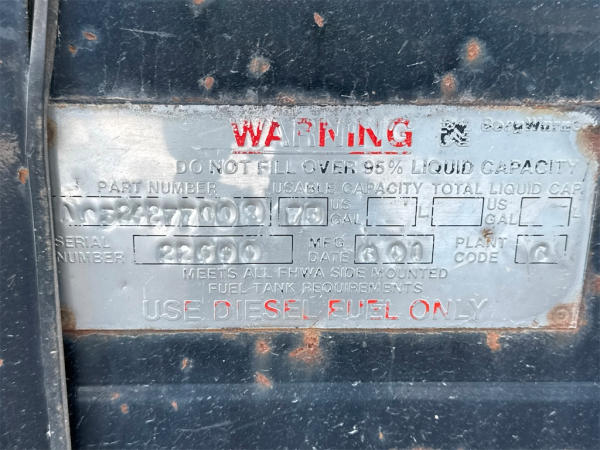 WARNING
DO NOT FILL OVER 95% LIQUID CAPACITY
PART NUMBER USABLE CAPACITY TOTAL LIQUID CAP.
75 US GAL L US GAL L
SERIAL NUMBER 22600 MFG DATE 6 01 PLANT CODE C
MEETS ALL FHWA SIDE MOUNTED
FUEL TANK REQUIREMENTS
USE DIESEL FUEL ONLY